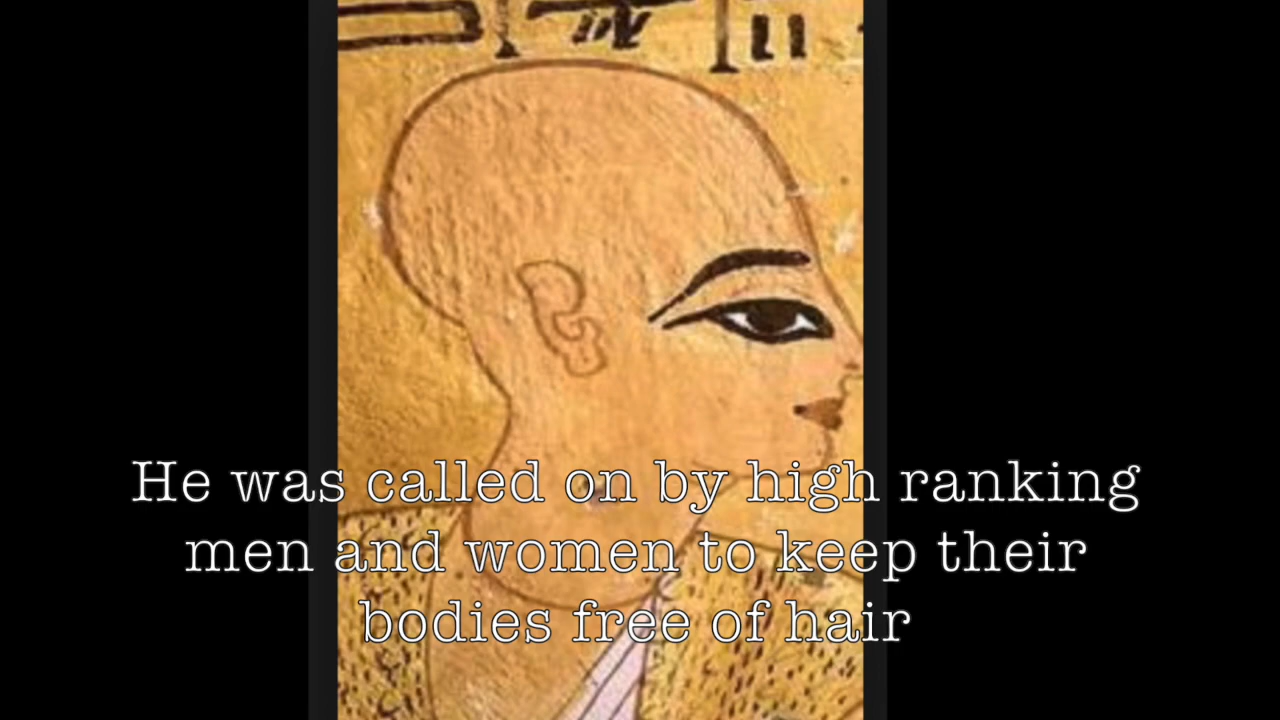 He was called on by high ranking
men and women to keep their
bodies free of hair